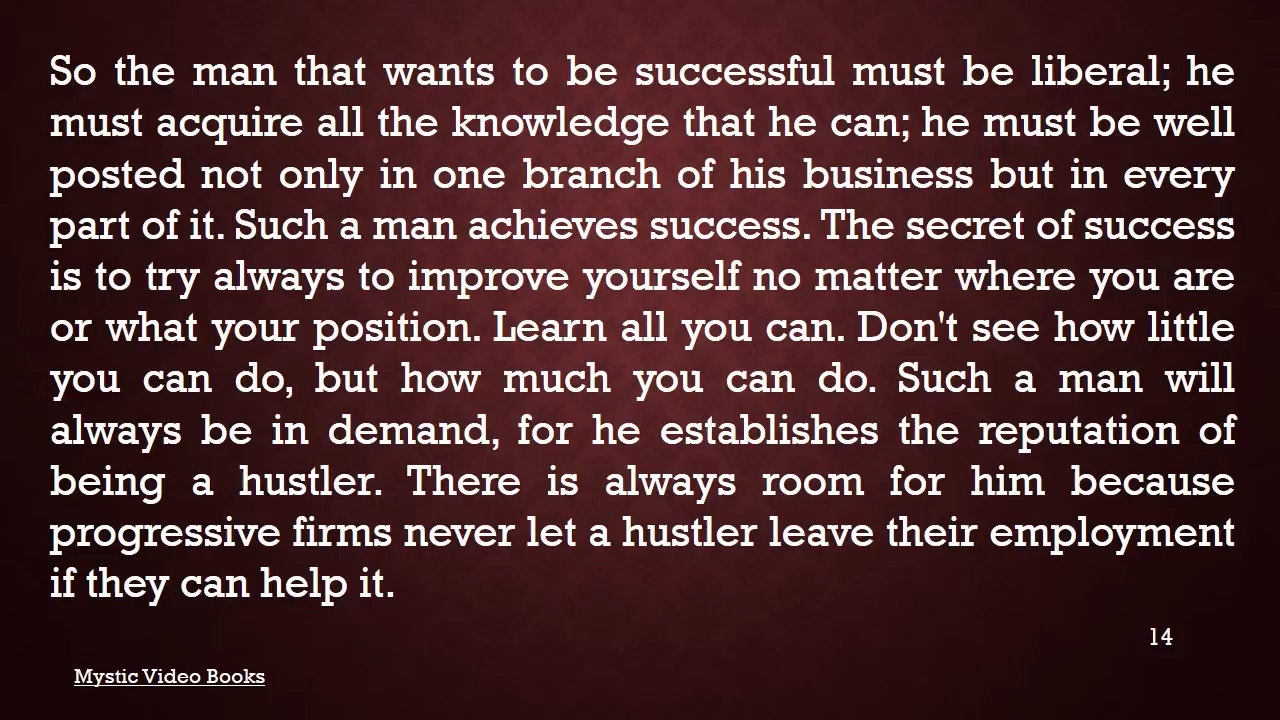 So the man that wants to be successful must be liberal; he
must acquire all the knowledge that he can; he must be well
posted not only in one branch of his business but in every
part of it. Such a man achieves success. The secret of success
is to try always to improve yourself no matter where you are
or what your position. Learn all you can. Don't see how little
you can do, but how much you can do. Such a man will
always be in demand, for he establishes the reputation of
being a hustler. There is always room for him because
progressive firms never let a hustler leave their employment
if they can help it.
14
Mystic Video Books